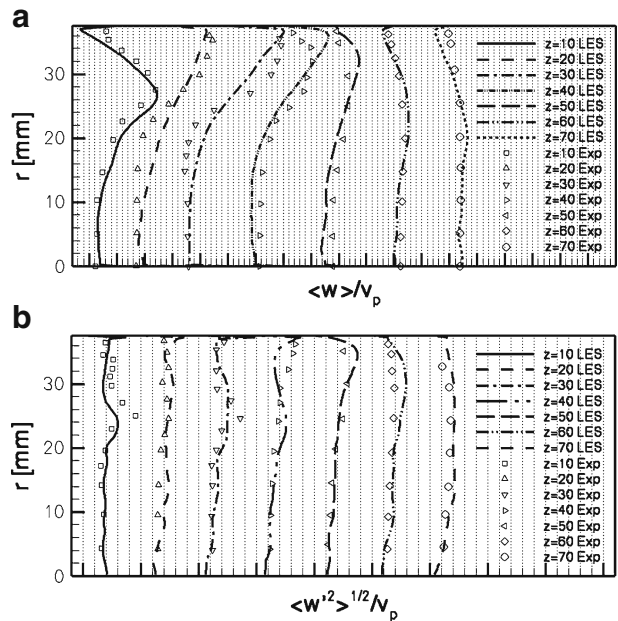 a
r [mm]
30
20
10
0
z=10 LES
z=20 LES
z=30 LES
z=40 LES
z=50 LES
z=60 LES
z=70 LES
z=10 Exp
z=20 Exp
z=30 Exp
z=40 Exp
z=50 Exp
z=60 Exp
z=70 Exp
<w>/vp
b
r [mm]
30
20
10
0
z=10 LES
z=20 LES
z=30 LES
z=40 LES
z=50 LES
z=60 LES
z=70 LES
z=10 Exp
z=20 Exp
z=30 Exp
z=40 Exp
z=50 Exp
z=60 Exp
z=70 Exp
<w'²>¹/²/vp